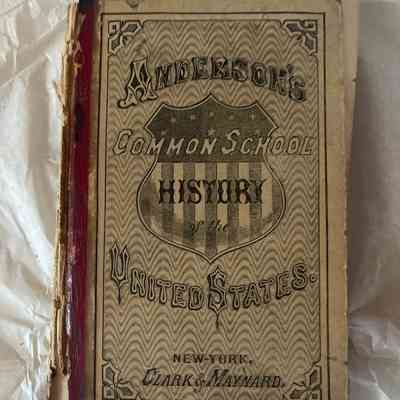 ANDERSON'S
COMMON SCHOOL
HISTORY
of the
UNITED STATES.
NEW-YORK.
CLARK & MAYNARD.